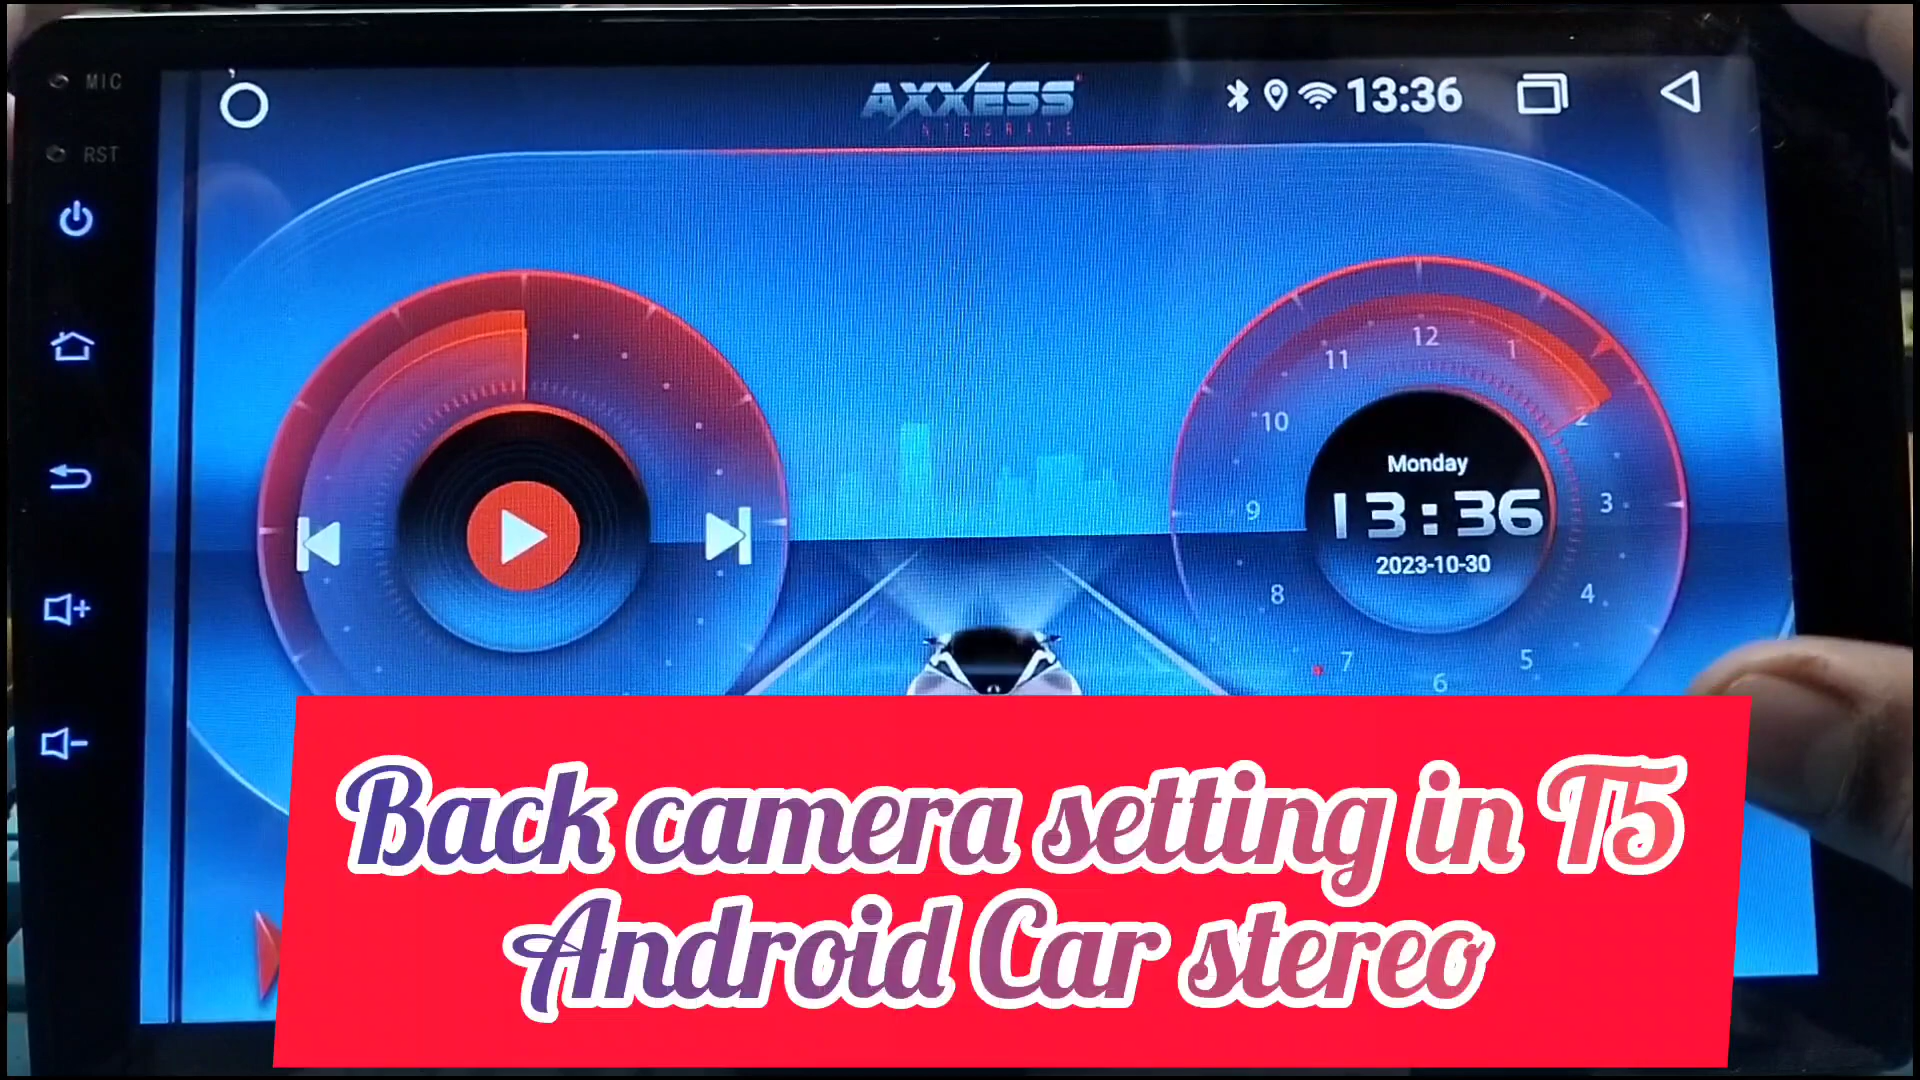 MIC
AXXESS
INTEGRATE
13:36
RST
12
11
1
10
2
Monday
13:36
2023-10-30
9
3
8
4
7
5
6
Back camera setting in T5
Android Car stereo